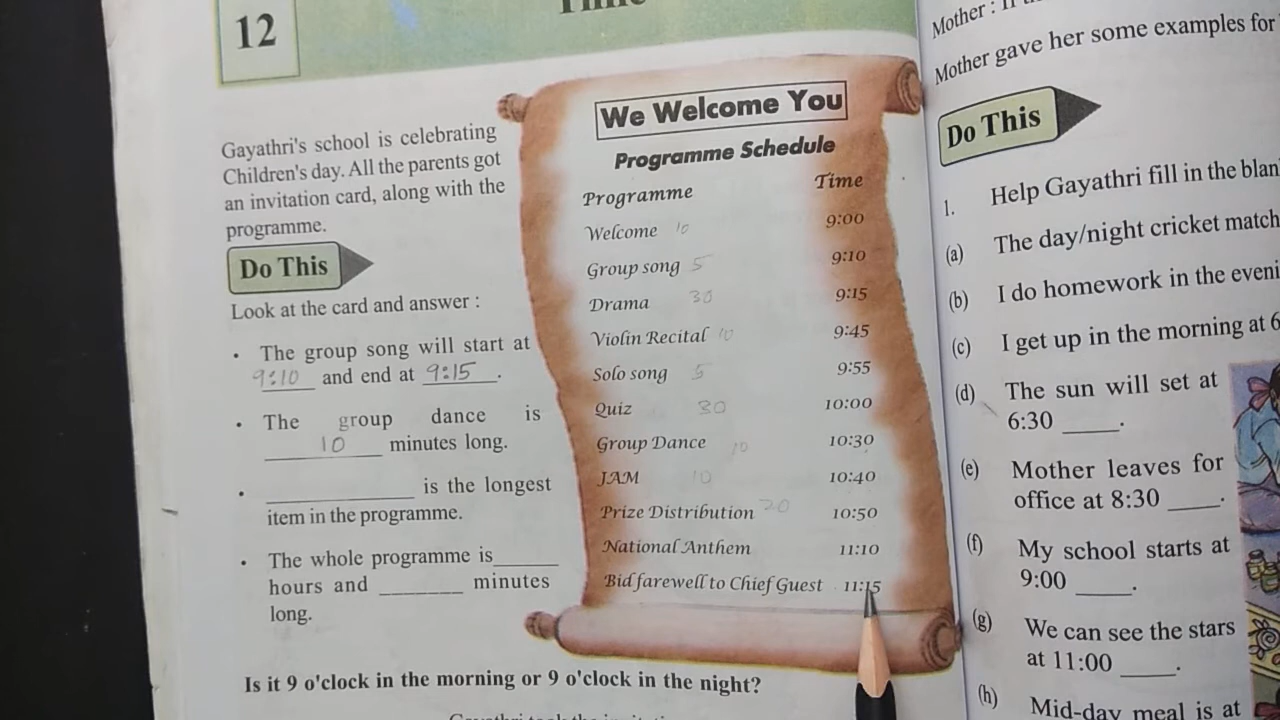 12
Gayathri's school is celebrating
Children's day. All the parents got
an invitation card, along with the
programme.
Do This
Look at the card and answer :
• The group song will start at
9:10 and end at 9:15.
• The group dance is
10 minutes long.
• ____________ is the longest
item in the programme.
• The whole programme is______
hours and ________ minutes
long.
We Welcome You
Programme Schedule
Programme Time
Welcome 10 9:00
Group song 5 9:10
Drama 30 9:15
Violin Recital 10 9:45
Solo song 5 9:55
Quiz 30 10:00
Group Dance 10 10:30
JAM 10 10:40
Prize Distribution 20 10:50
National Anthem 11:10
Bid farewell to Chief Guest 11:15
Is it 9 o'clock in the morning or 9 o'clock in the night?
Mother :
Mother gave her some examples for
Do This
1. Help Gayathri fill in the
(a) The day/night cricket match
(b) I do homework in the
(c) I get up in the morning at 6
(d) The sun will set at
6:30 _____.
(e) Mother leaves for
office at 8:30 _____.
(f) My school starts at
9:00 _____.
(g) We can see the stars
at 11:00 _____.
(h) Mid-day meal is at